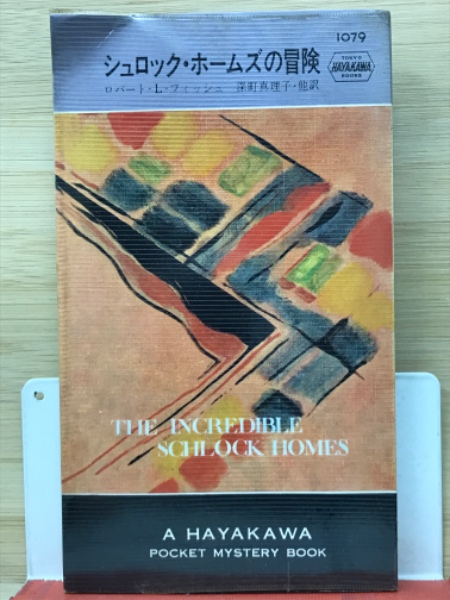 1079
シュロック・ホームズの冒険
TOKYO
HAYAKAWA
BOOKS
ロバート・L・フィッシュ 深町真理子・他訳
THE INCREDIBLE
SCHLOCK HOMES
A HAYAKAWA
POCKET MYSTERY BOOK